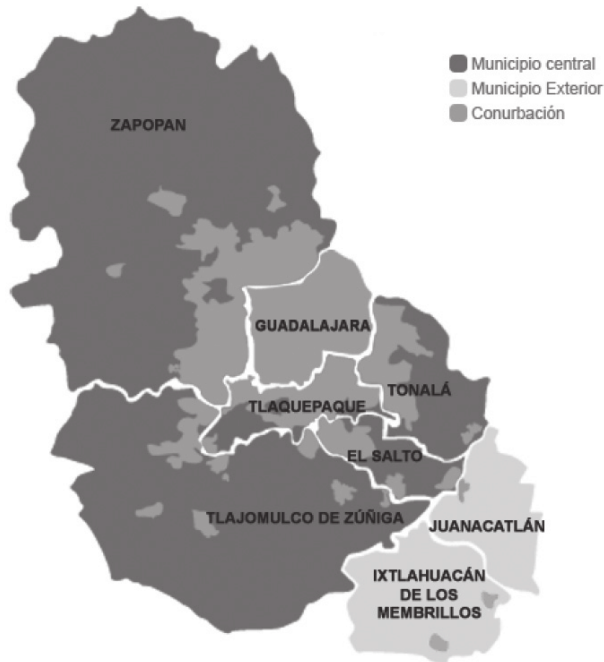 Municipio central
Municipio Exterior
Conurbación
ZAPOPAN
GUADALAJARA
TONALÁ
TLAQUEPAQUE
EL SALTO
TLAJOMULCO DE ZÚÑIGA
JUANACATLÁN
IXTLAHUACÁN
DE LOS
MEMBRILLOS